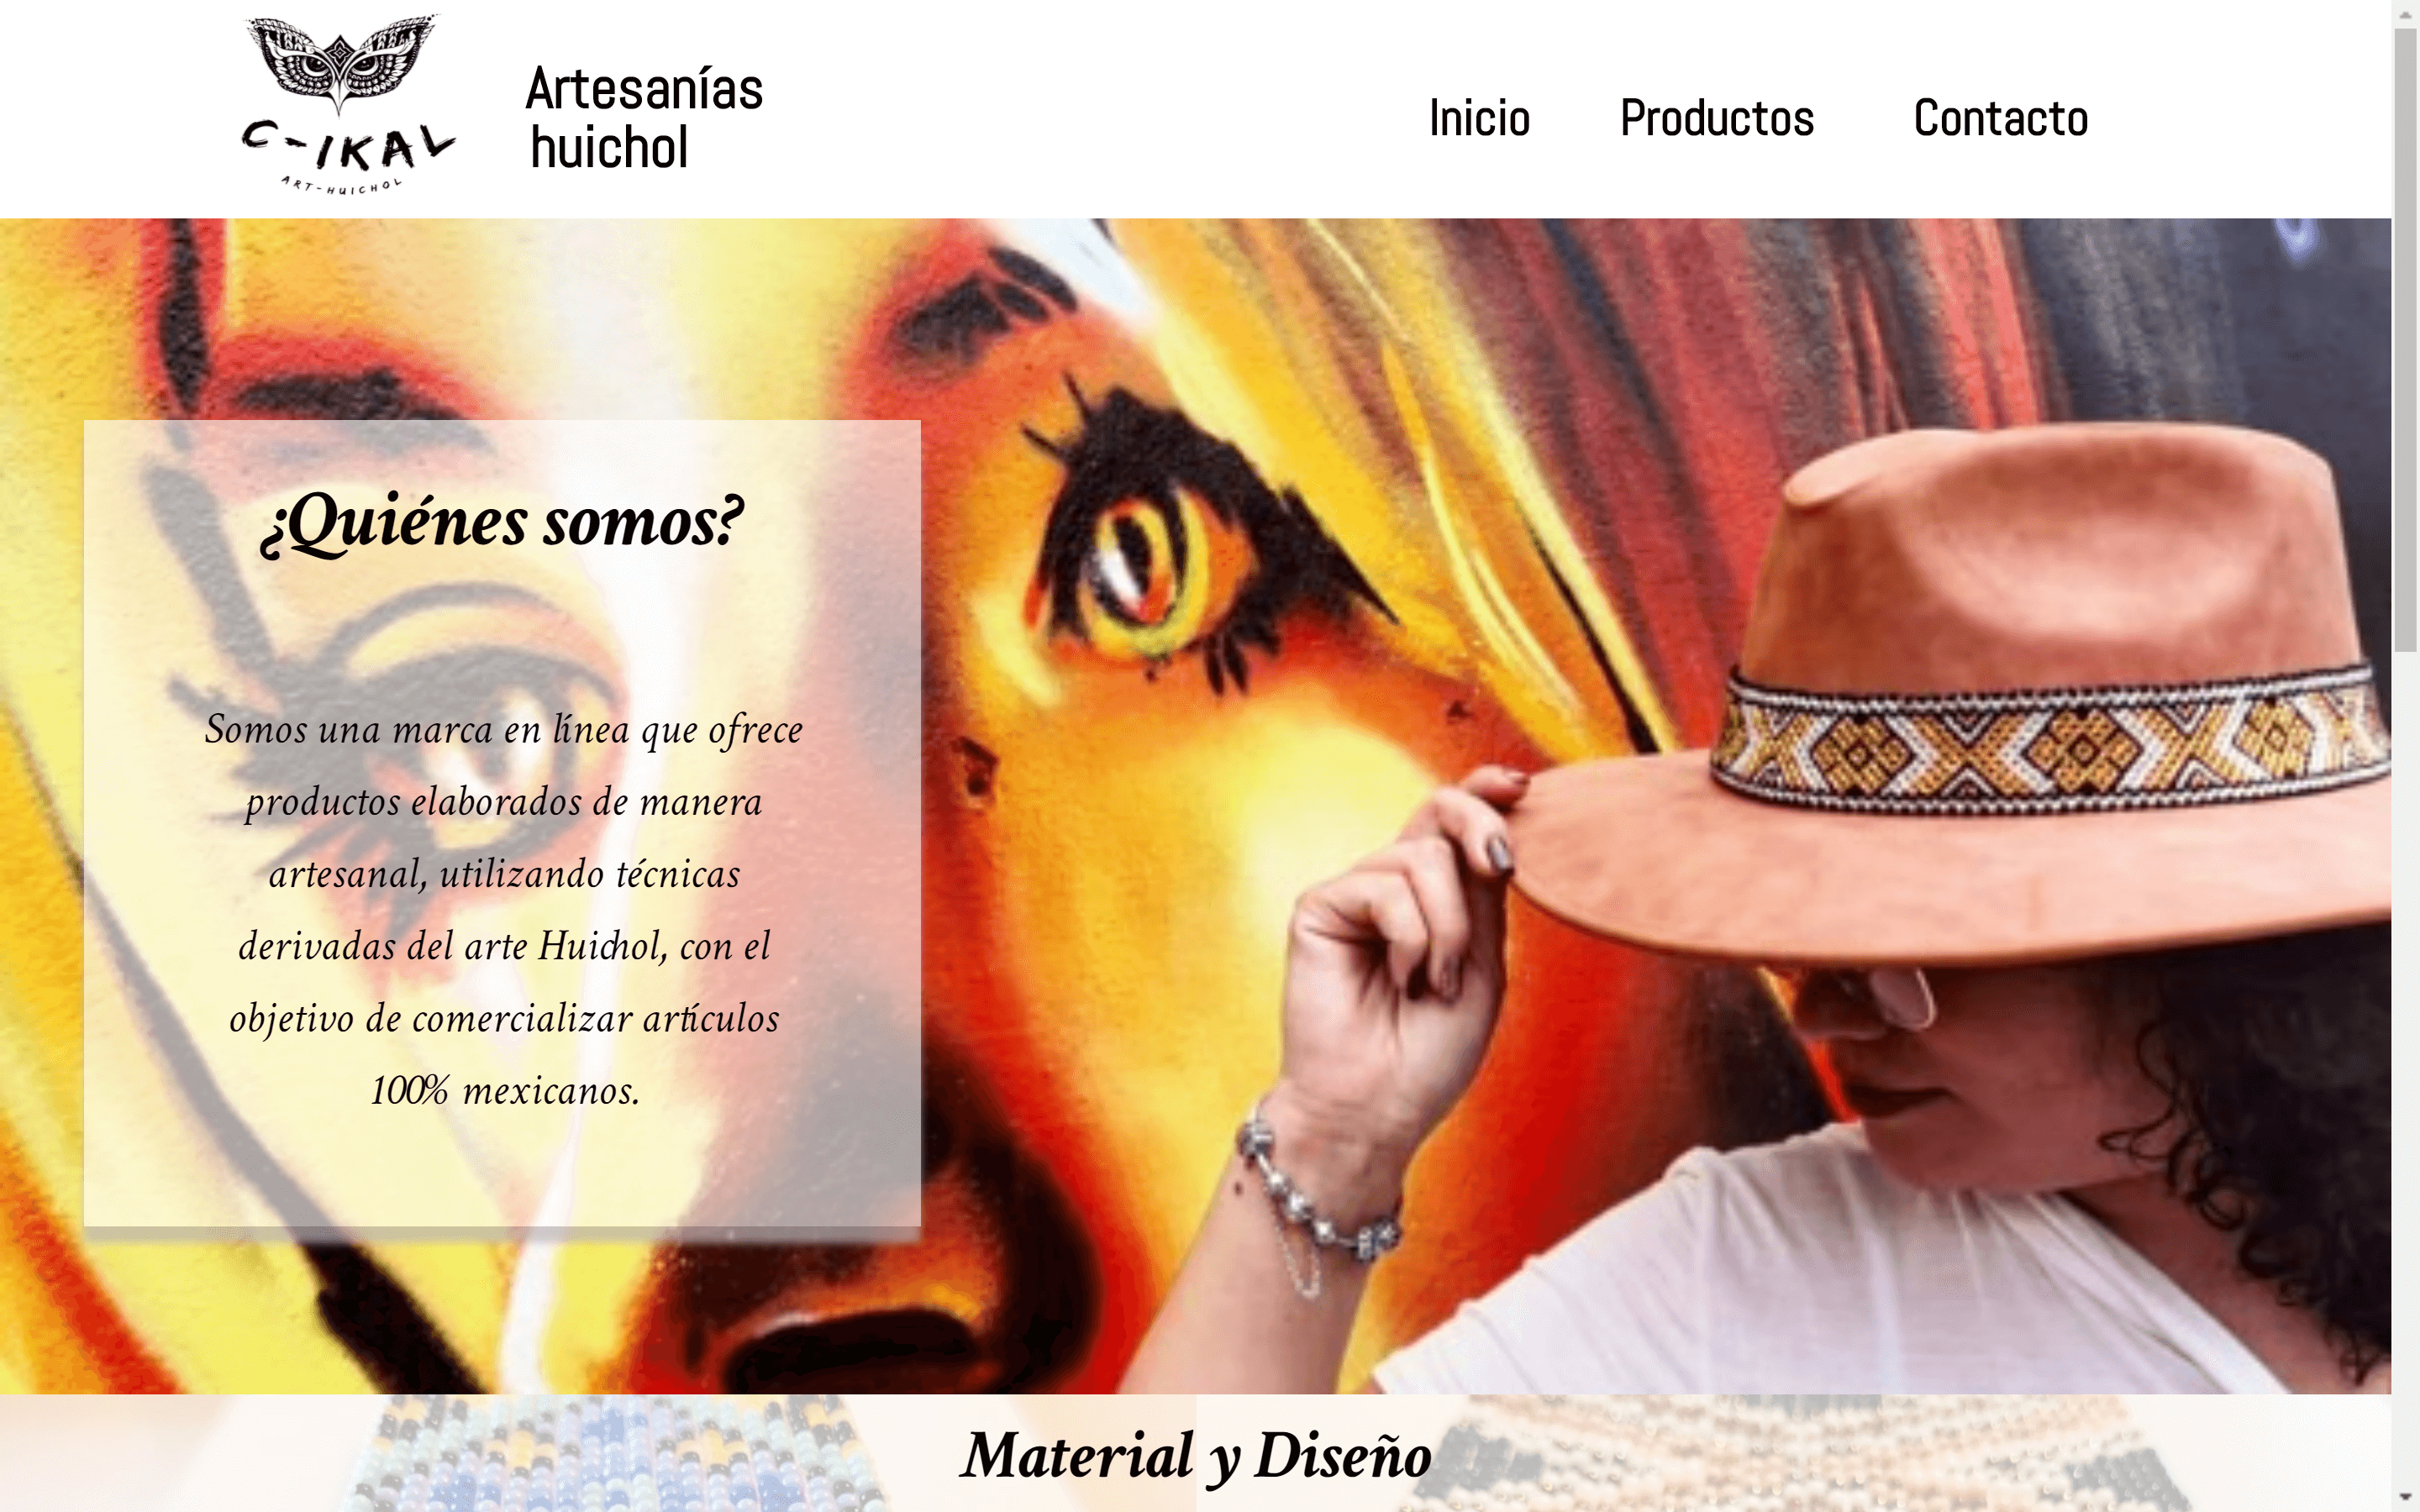 C-IKAL
ART-HUICHOL
Artesanías
huichol
Inicio
Productos
Contacto
¿Quiénes somos?
Somos una marca en línea que ofrece
productos elaborados de manera
artesanal, utilizando técnicas
derivadas del arte Huichol, con el
objetivo de comercializar artículos
100% mexicanos.
Material y Diseño